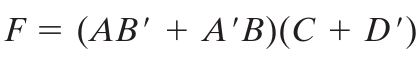 F = (AB′ + A′B)(C + D′)